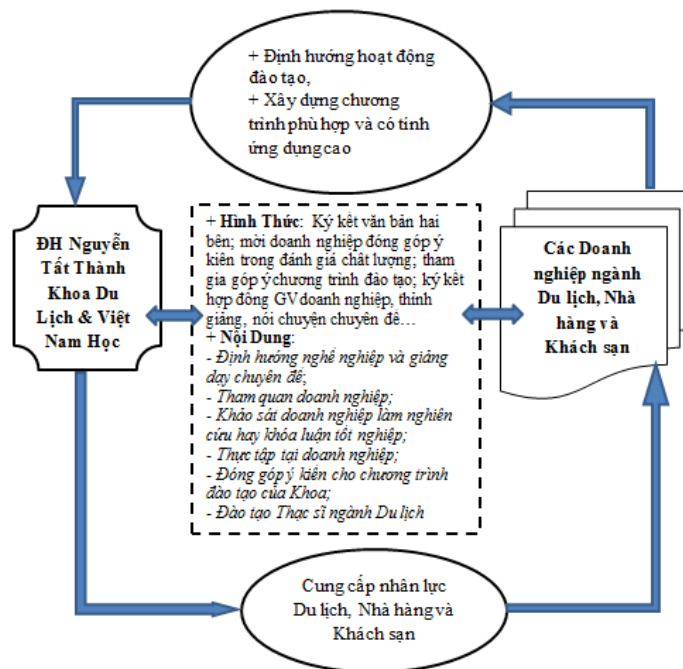 + Định hướng hoạt động
đào tạo,
+ Xây dựng chương
trình phù hợp và có tính
ứng dụng cao
ĐH Nguyễn
Tất Thành
Khoa Du
Lịch & Việt
Nam Học
+ Hình Thức: Ký kết văn bản hai
bên; mời doanh nghiệp đóng góp ý
kiến trong đánh giá chất lượng; tham
gia góp ý chương trình đào tạo; ký kết
hợp đồng GV doanh nghiệp, thỉnh
giảng, nói chuyện chuyên đề…
+ Nội Dung:
- Định hướng nghề nghiệp và giảng
dạy chuyên đề;
- Tham quan doanh nghiệp;
- Khảo sát doanh nghiệp làm nghiên
cứu hay khóa luận tốt nghiệp;
- Thực tập tại doanh nghiệp;
- Đóng góp ý kiến cho chương trình
đào tạo của Khoa;
- Đào tạo Thạc sĩ ngành Du lịch
Các Doanh
nghiệp ngành
Du lịch, Nhà
hàng và
Khách sạn
Cung cấp nhân lực
Du lịch, Nhà hàng và
Khách sạn